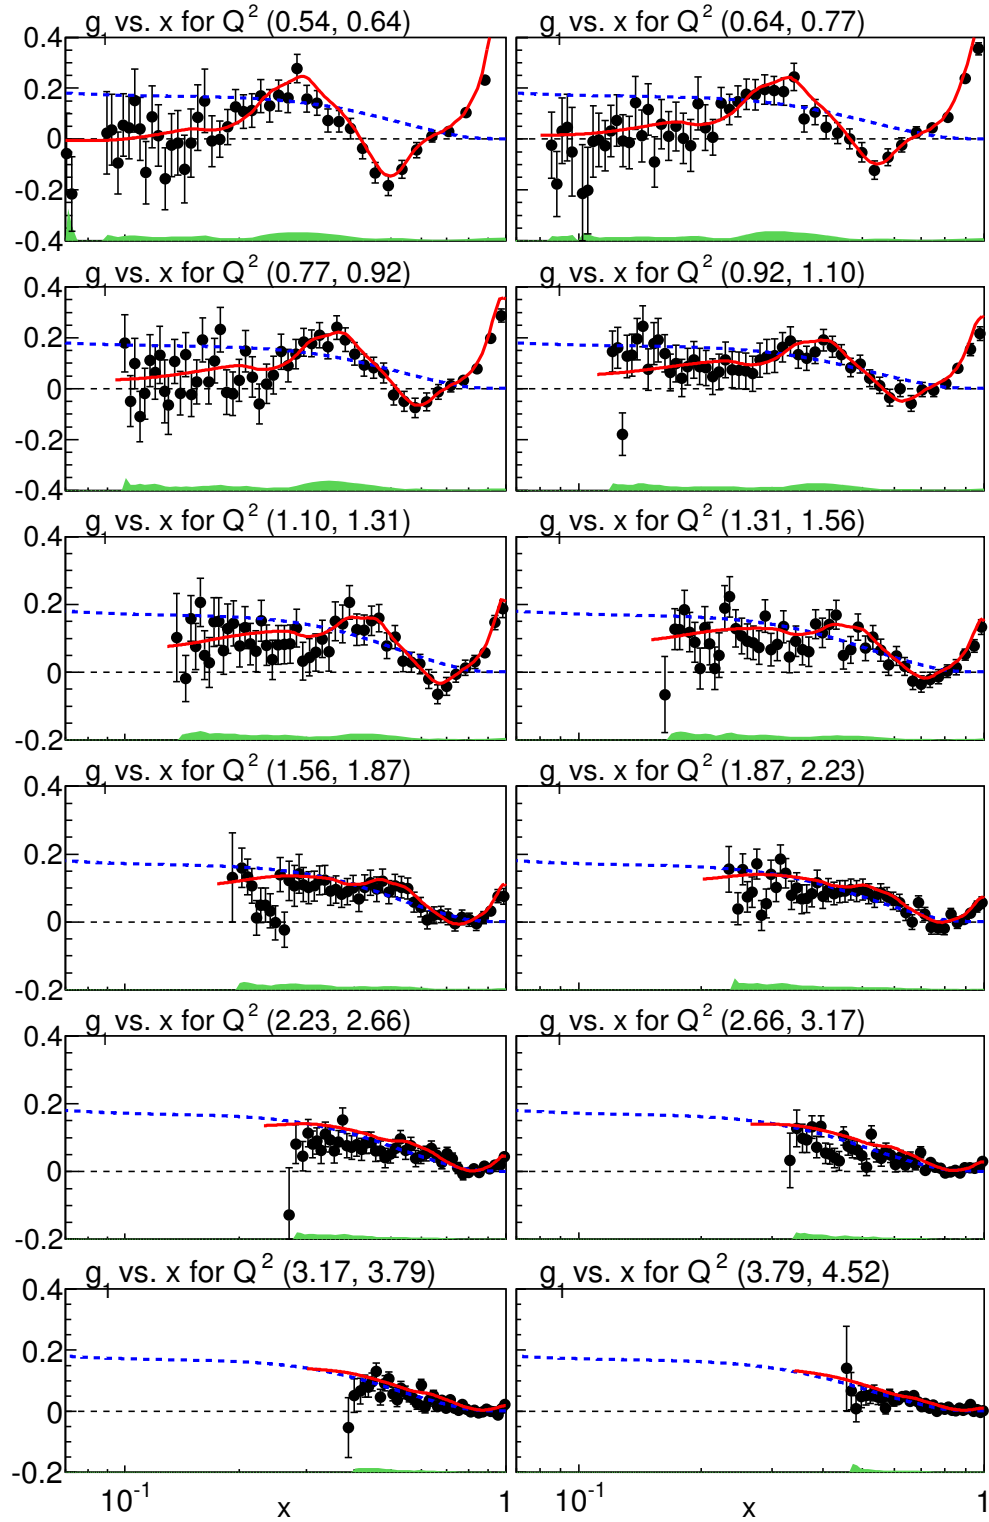 g₁ vs. x for Q² (0.54, 0.64)
g₁ vs. x for Q² (0.64, 0.77)
0.4
0.2
0
-0.2
-0.4
g₁ vs. x for Q² (0.77, 0.92)
g₁ vs. x for Q² (0.92, 1.10)
0.4
0.2
0
-0.2
-0.4
g₁ vs. x for Q² (1.10, 1.31)
g₁ vs. x for Q² (1.31, 1.56)
0.4
0.2
0
-0.2
g₁ vs. x for Q² (1.56, 1.87)
g₁ vs. x for Q² (1.87, 2.23)
0.4
0.2
0
-0.2
g₁ vs. x for Q² (2.23, 2.66)
g₁ vs. x for Q² (2.66, 3.17)
0.4
0.2
0
-0.2
g₁ vs. x for Q² (3.17, 3.79)
g₁ vs. x for Q² (3.79, 4.52)
0.4
0.2
0
-0.2
10⁻¹ x 1
10⁻¹ x 1